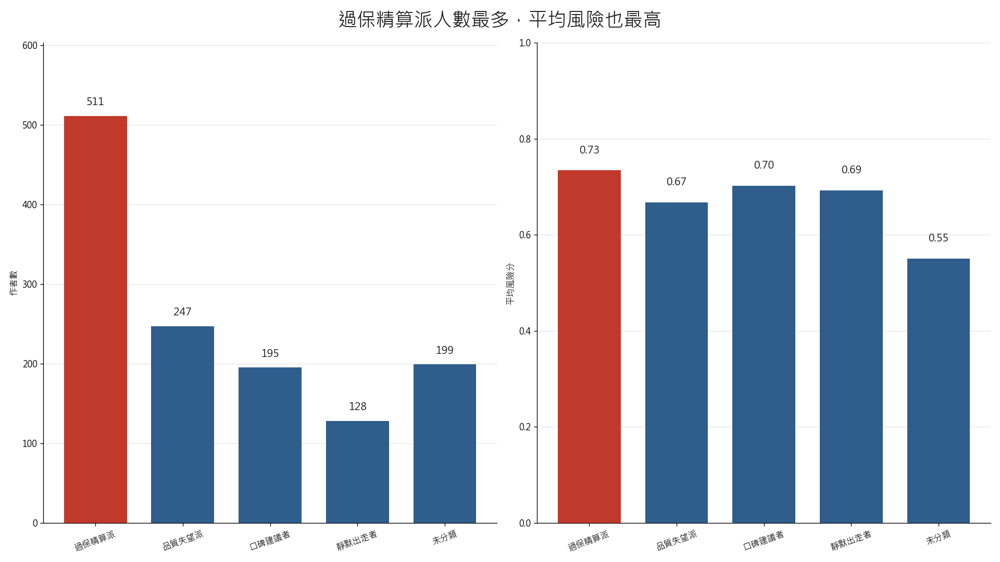 過保精算派人數最多，平均風險也最高
作者數
600
500
400
300
200
100
0
511
247
195
128
199
過保精算派
品質失望派
口碑建議者
靜默出走者
未分類
平均風險分
1.0
0.8
0.6
0.4
0.2
0.0
0.73
0.67
0.70
0.69
0.55
過保精算派
品質失望派
口碑建議者
靜默出走者
未分類